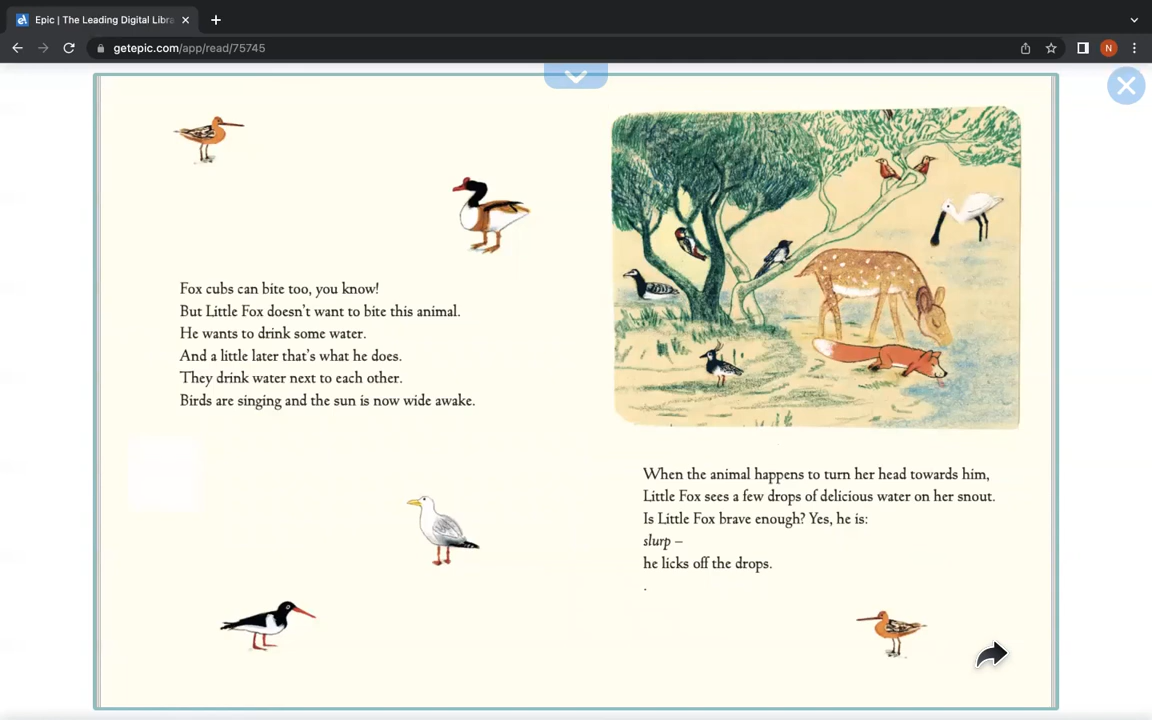 Epic | The Leading Digital Libra
getepic.com/app/read/75745
N
Fox cubs can bite too, you know!
But Little Fox doesn't want to bite this animal.
He wants to drink some water.
And a little later that's what he does.
They drink water next to each other.
Birds are singing and the sun is now wide awake.
When the animal happens to turn her head towards him,
Little Fox sees a few drops of delicious water on her snout.
Is Little Fox brave enough? Yes, he is:
slurp –
he licks off the drops.
.